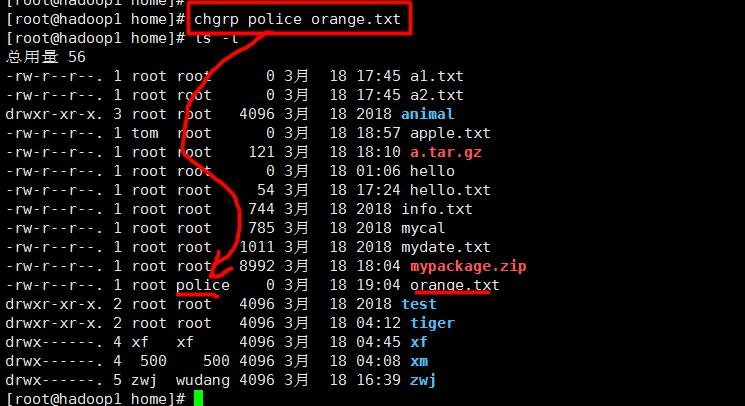 [root@hadoop1 home]#
[root@hadoop1 home]# chgrp police orange.txt
[root@hadoop1 home]# ls -l
总用量 56
-rw-r--r--. 1 root root 0 3月 18 17:45 a1.txt
-rw-r--r--. 1 root root 0 3月 18 17:45 a2.txt
drwxr-xr-x. 3 root root 4096 3月 18 2018 animal
-rw-r--r--. 1 tom root 0 3月 18 18:57 apple.txt
-rw-r--r--. 1 root root 121 3月 18 18:10 a.tar.gz
-rw-r--r--. 1 root root 0 3月 18 01:06 hello
-rw-r--r--. 1 root root 54 3月 18 17:24 hello.txt
-rw-r--r--. 1 root root 744 3月 18 2018 info.txt
-rw-r--r--. 1 root root 785 3月 18 2018 mycal
-rw-r--r--. 1 root root 1011 3月 18 2018 mydate.txt
-rw-r--r--. 1 root root 8992 3月 18 18:04 mypackage.zip
-rw-r--r--. 1 root police 0 3月 18 19:04 orange.txt
drwxr-xr-x. 2 root root 4096 3月 18 2018 test
drwxr-xr-x. 2 root root 4096 3月 18 04:12 tiger
drwx------. 4 xf xf 4096 3月 18 04:45 xf
drwx------. 4 500 500 4096 3月 18 04:08 xm
drwx------. 5 zwj wudang 4096 3月 18 16:39 zwj
[root@hadoop1 home]#